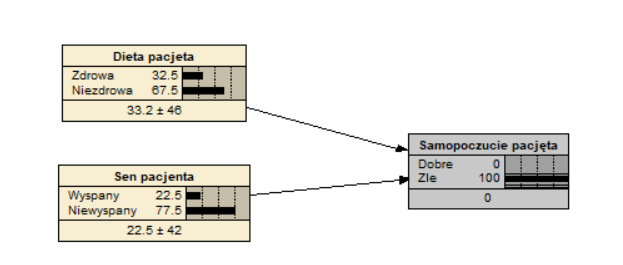 Dieta pacjeta
Zdrowa 32.5
Niezdrowa 67.5
33.2 ± 46
Sen pacjenta
Wyspany 22.5
Niewyspany 77.5
22.5 ± 42
Samopoczucie pacjęta
Dobre 0
Zle 100
0